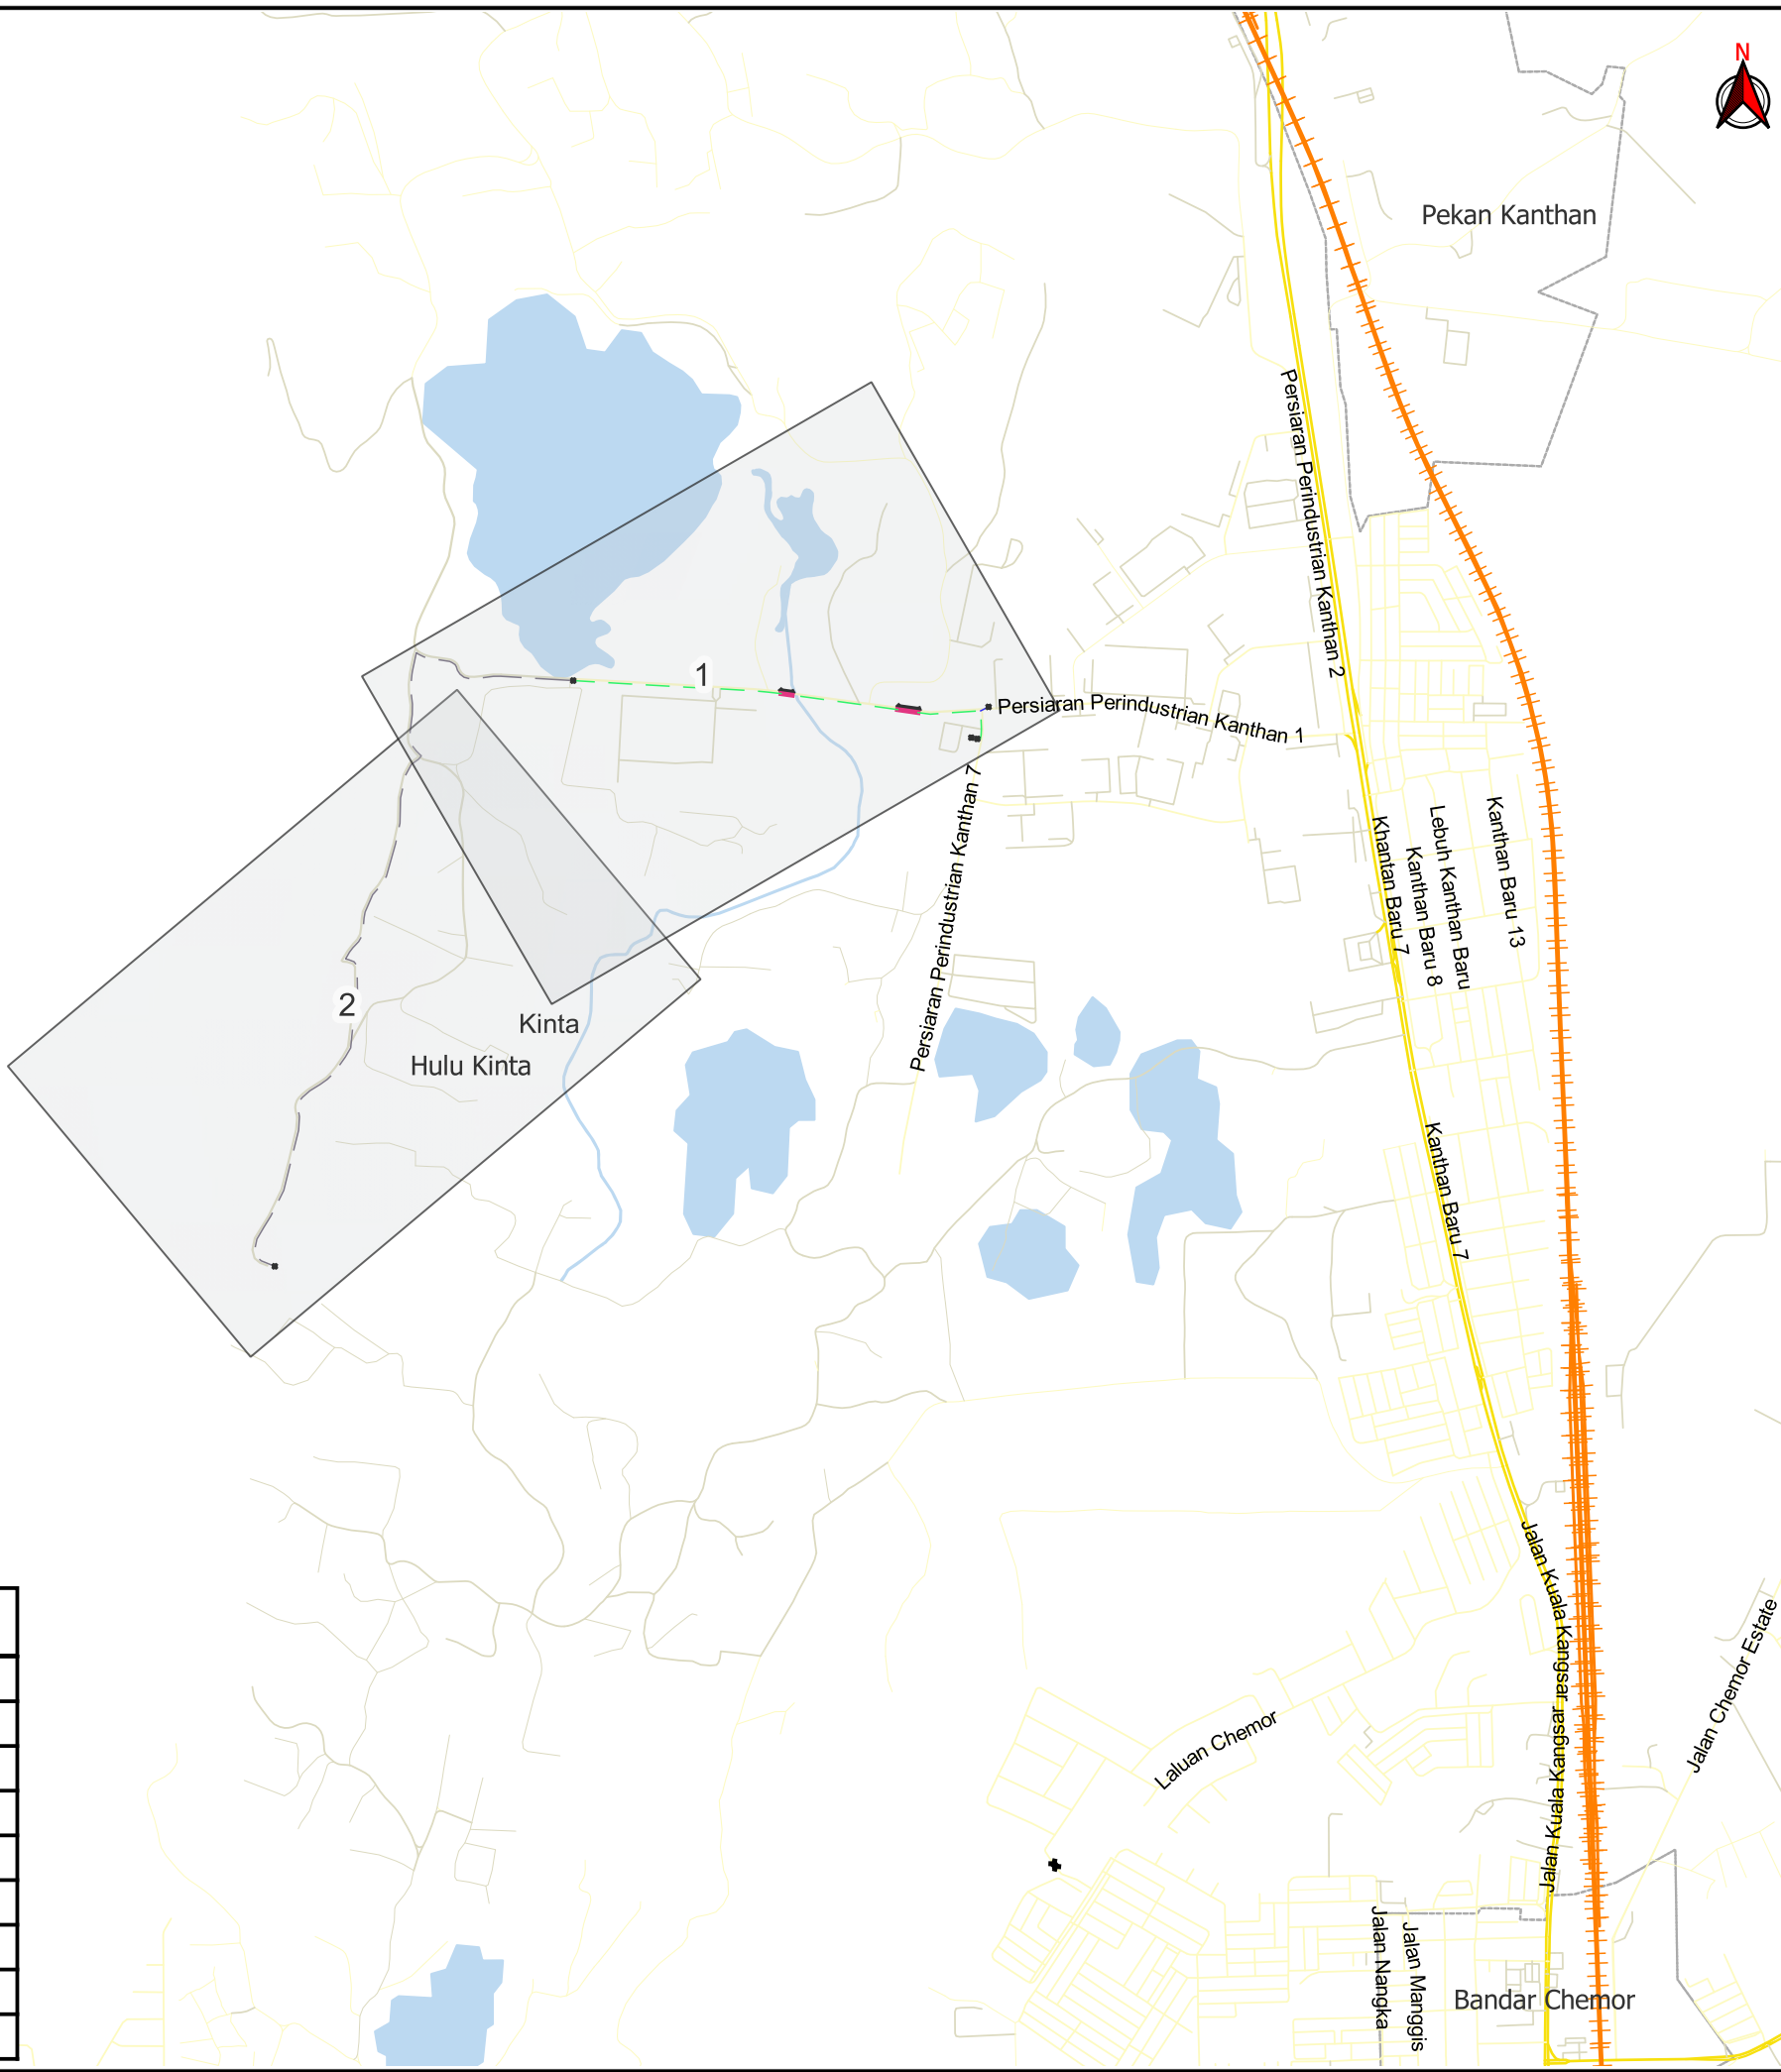 N
Pekan Kanthan
Persiaran Perindustrian Kanthan 2
1
Persiaran Perindustrian Kanthan 1
Persiaran Perindustrian Kanthan 7
Khantan Baru 7
Kanthan Baru 8
Lebuh Kanthan Baru
Kanthan Baru 13
2
Kinta
Hulu Kinta
Kanthan Baru 7
Jalan Kuala Kangsar
Jalan Kuala Kangsar
Jalan Chemor Estate
Laluan Chemor
Jalan Nangka
Jalan Manggis
Bandar Chemor